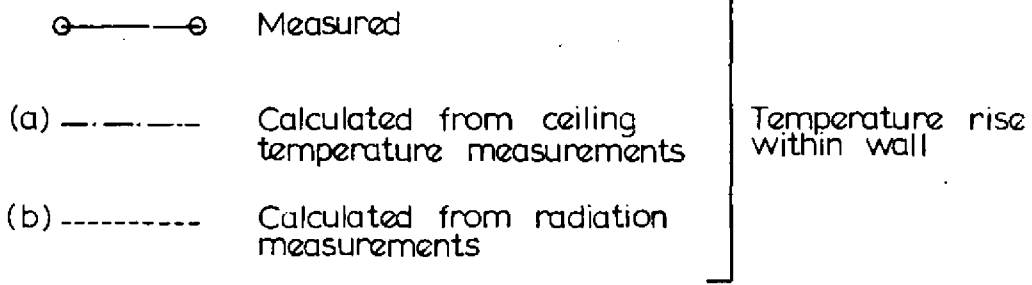 Measured
(a) Calculated from ceiling
temperature measurements
(b) Calculated from radiation
measurements
Temperature rise
within wall